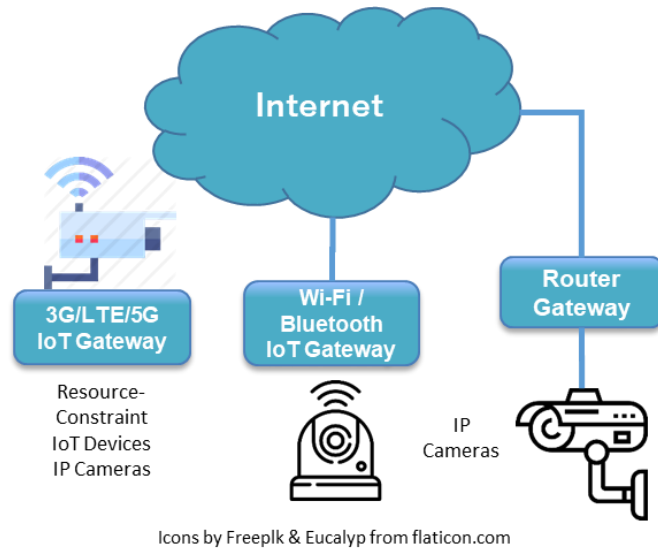 Internet
3G/LTE/5G
IoT Gateway
Wi-Fi /
Bluetooth
IoT Gateway
Router
Gateway
Resource-
Constraint
IoT Devices
IP Cameras
IP
Cameras
Icons by Freeplk & Eucalyp from flaticon.com